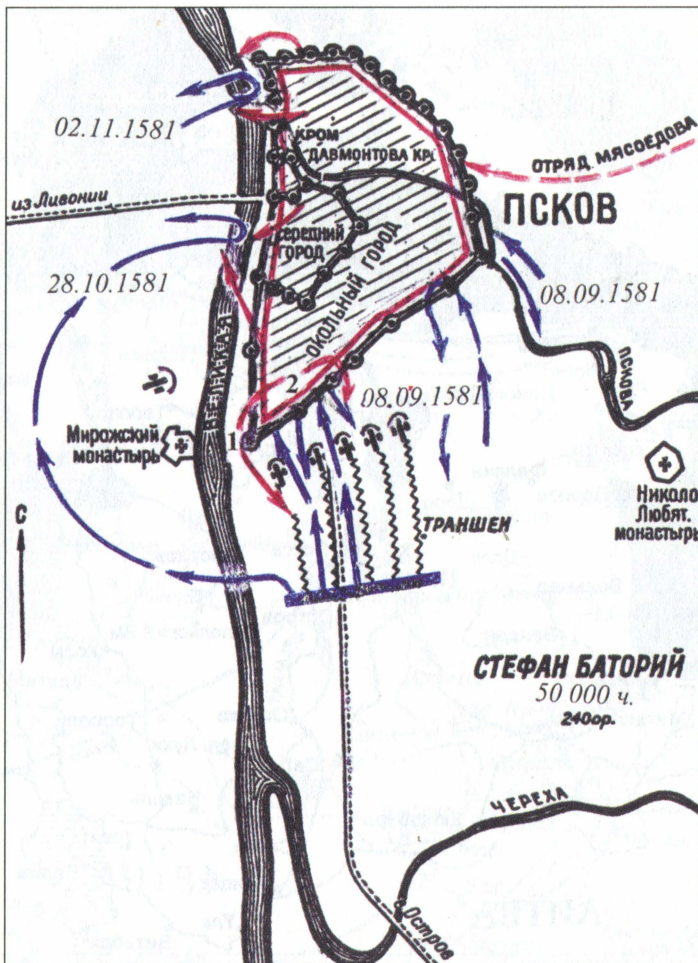 02.11.1581
КРОМ
ДАВМОНТОВА КР.
ОТРЯД МЯСОЕДОВА
из Ливонии
ПСКОВ
СЕРЕДНИЙ
ГОРОД
ОКОЛЬНЫЙ ГОРОД
28.10.1581
08.09.1581
ВЕЛИКАЯ
ПСКОВА
2
08.09.1581
Мирожский
монастырь
1
Николо
Любят.
монастырь
ТРАНШЕИ
С
СТЕФАН БАТОРИЙ
50 000 ч.
240ор.
ЧЕРЕХА
Остров